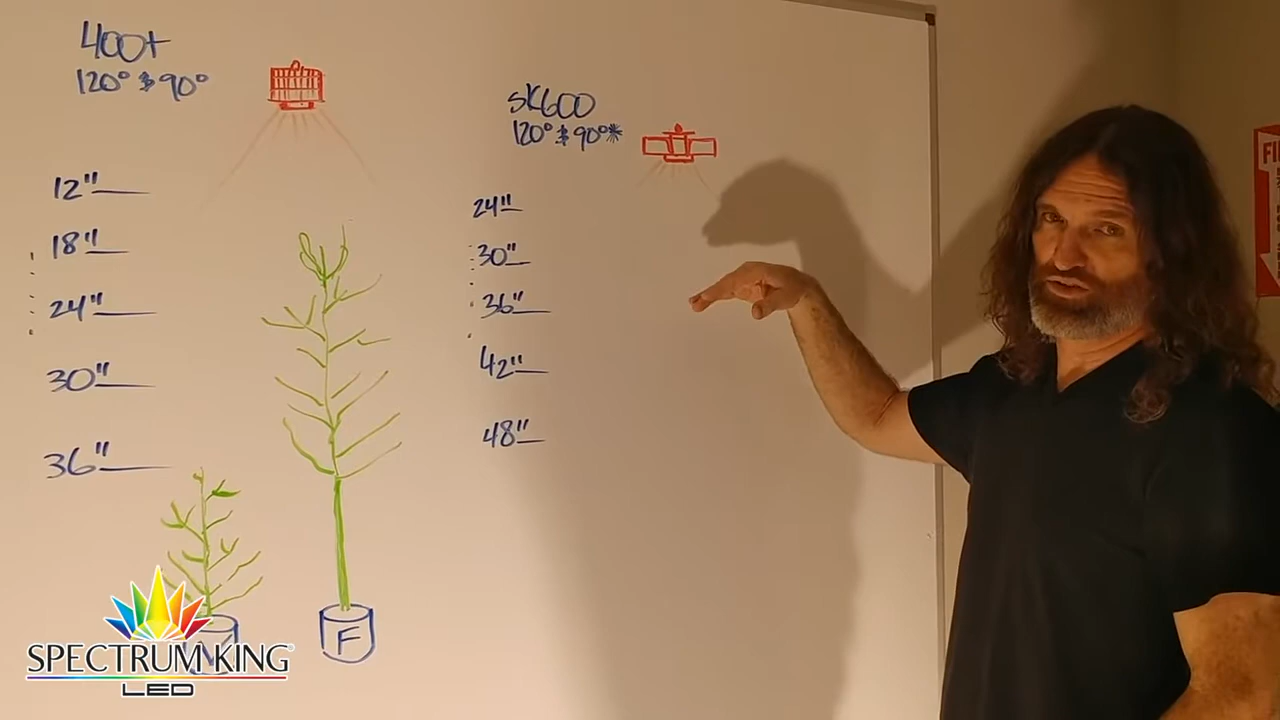 400+
120° & 90°
12"
18"
24"
30"
36"
F
SK600
120° & 90°*
24"
30"
36"
42"
48"
FI
SPECTRUM KING®
LED